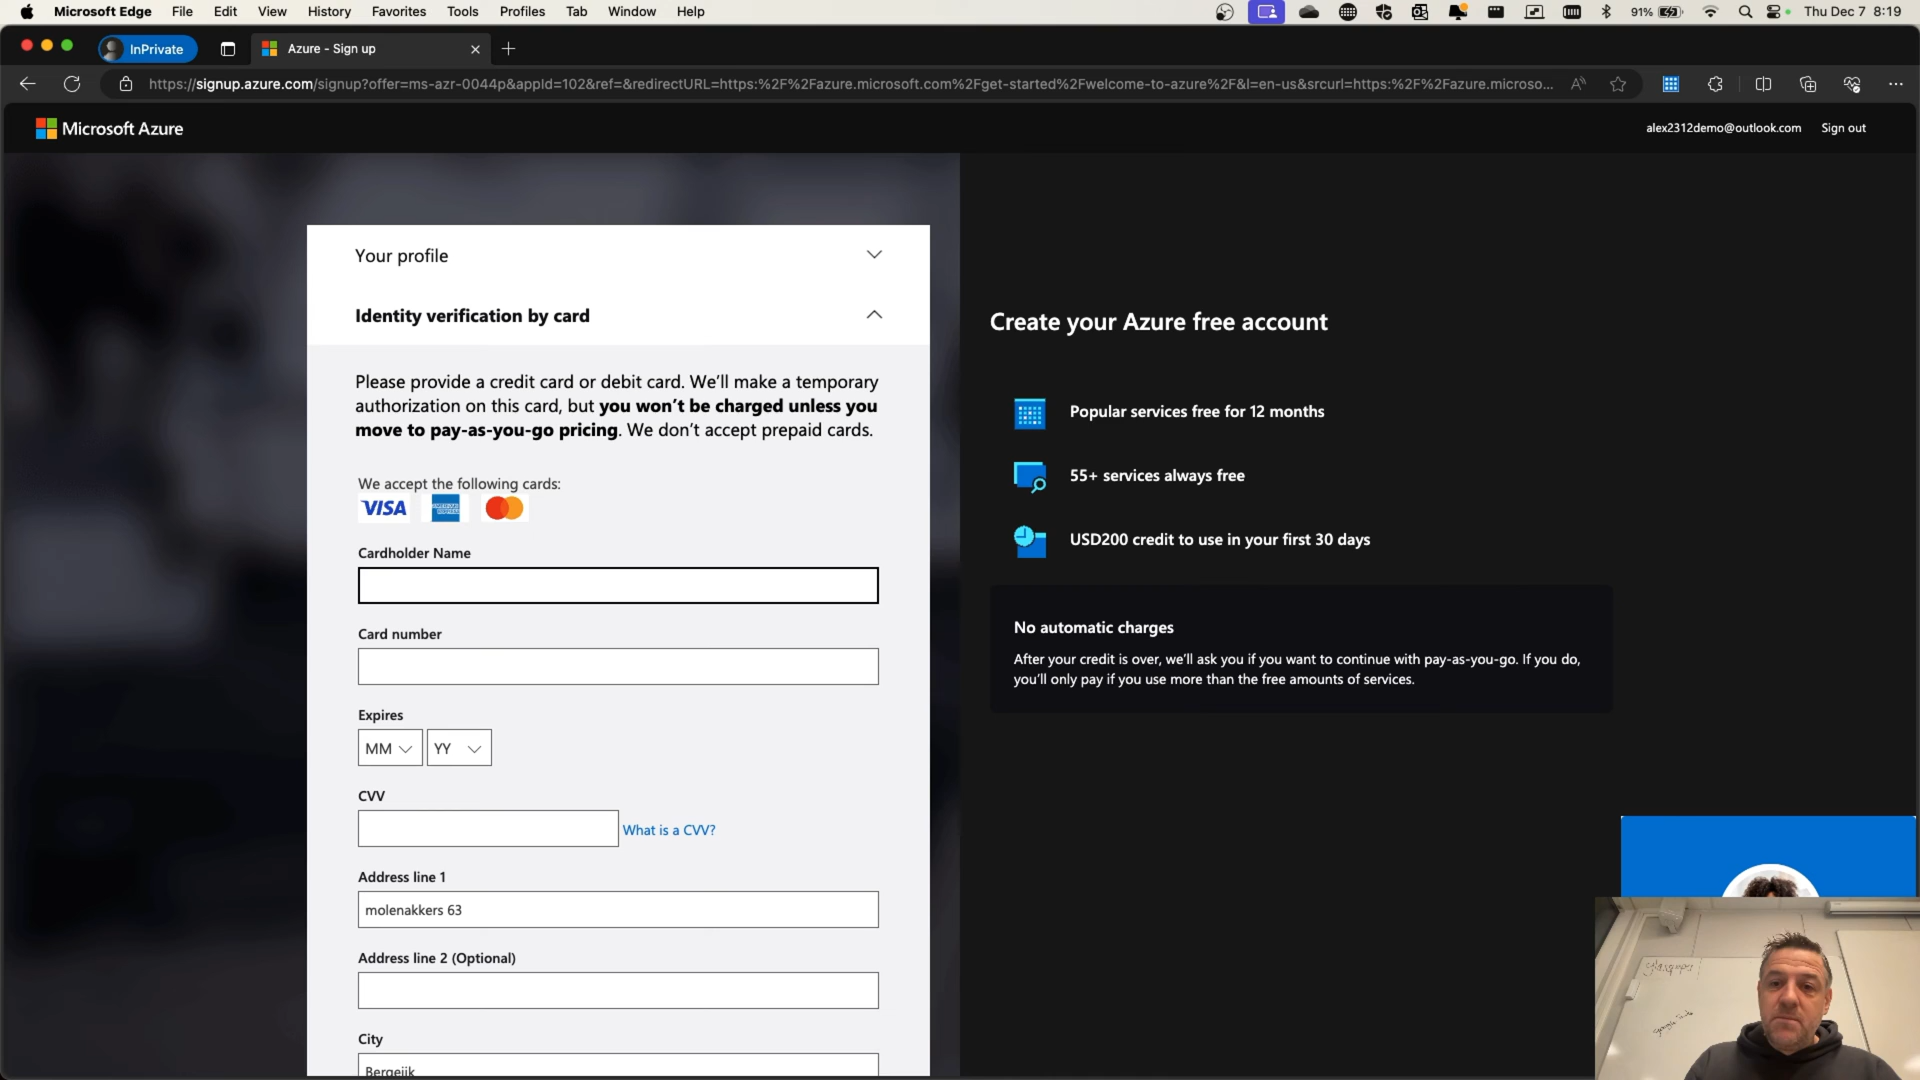 Microsoft Edge File Edit View History Favorites Tools Profiles Tab Window Help 91% Thu Dec 7 8:19
InPrivate Azure - Sign up
https://signup.azure.com/signup?offer=ms-azr-0044p&appId=102&ref=&redirectURL=https:%2F%2Fazure.microsoft.com%2Fget-started%2Fwelcome-to-azure%2F&l=en-us&srcurl=https:%2F%2Fazure.microso...
Microsoft Azure
alex2312demo@outlook.com Sign out
Your profile
Identity verification by card
Please provide a credit card or debit card. We'll make a temporary
authorization on this card, but you won't be charged unless you
move to pay-as-you-go pricing. We don't accept prepaid cards.
We accept the following cards:
VISA
Cardholder Name
Card number
Expires
MM YY
CVV
What is a CVV?
Address line 1
molenakkers 63
Address line 2 (Optional)
City
Bergeijk
Create your Azure free account
Popular services free for 12 months
55+ services always free
USD200 credit to use in your first 30 days
No automatic charges
After your credit is over, we'll ask you if you want to continue with pay-as-you-go. If you do,
you'll only pay if you use more than the free amounts of services.